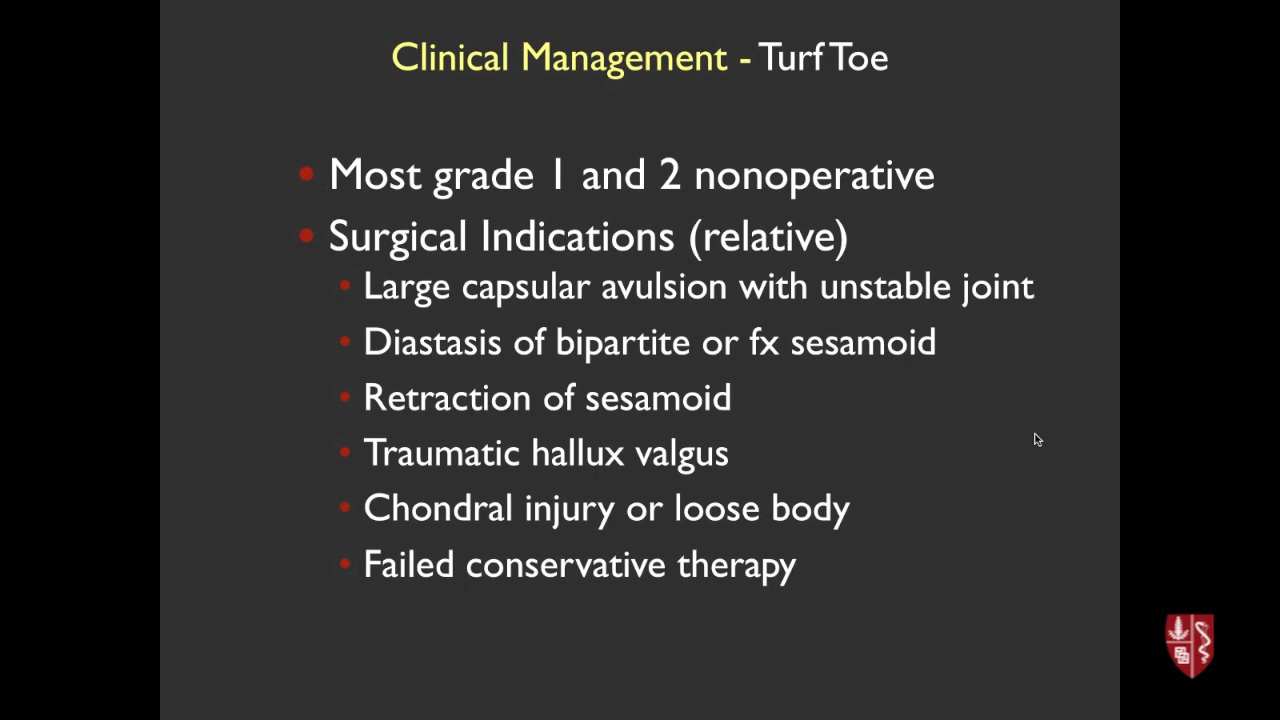 Clinical Management - Turf Toe
Most grade 1 and 2 nonoperative
Surgical Indications (relative)
Large capsular avulsion with unstable joint
Diastasis of bipartite or fx sesamoid
Retraction of sesamoid
Traumatic hallux valgus
Chondral injury or loose body
Failed conservative therapy